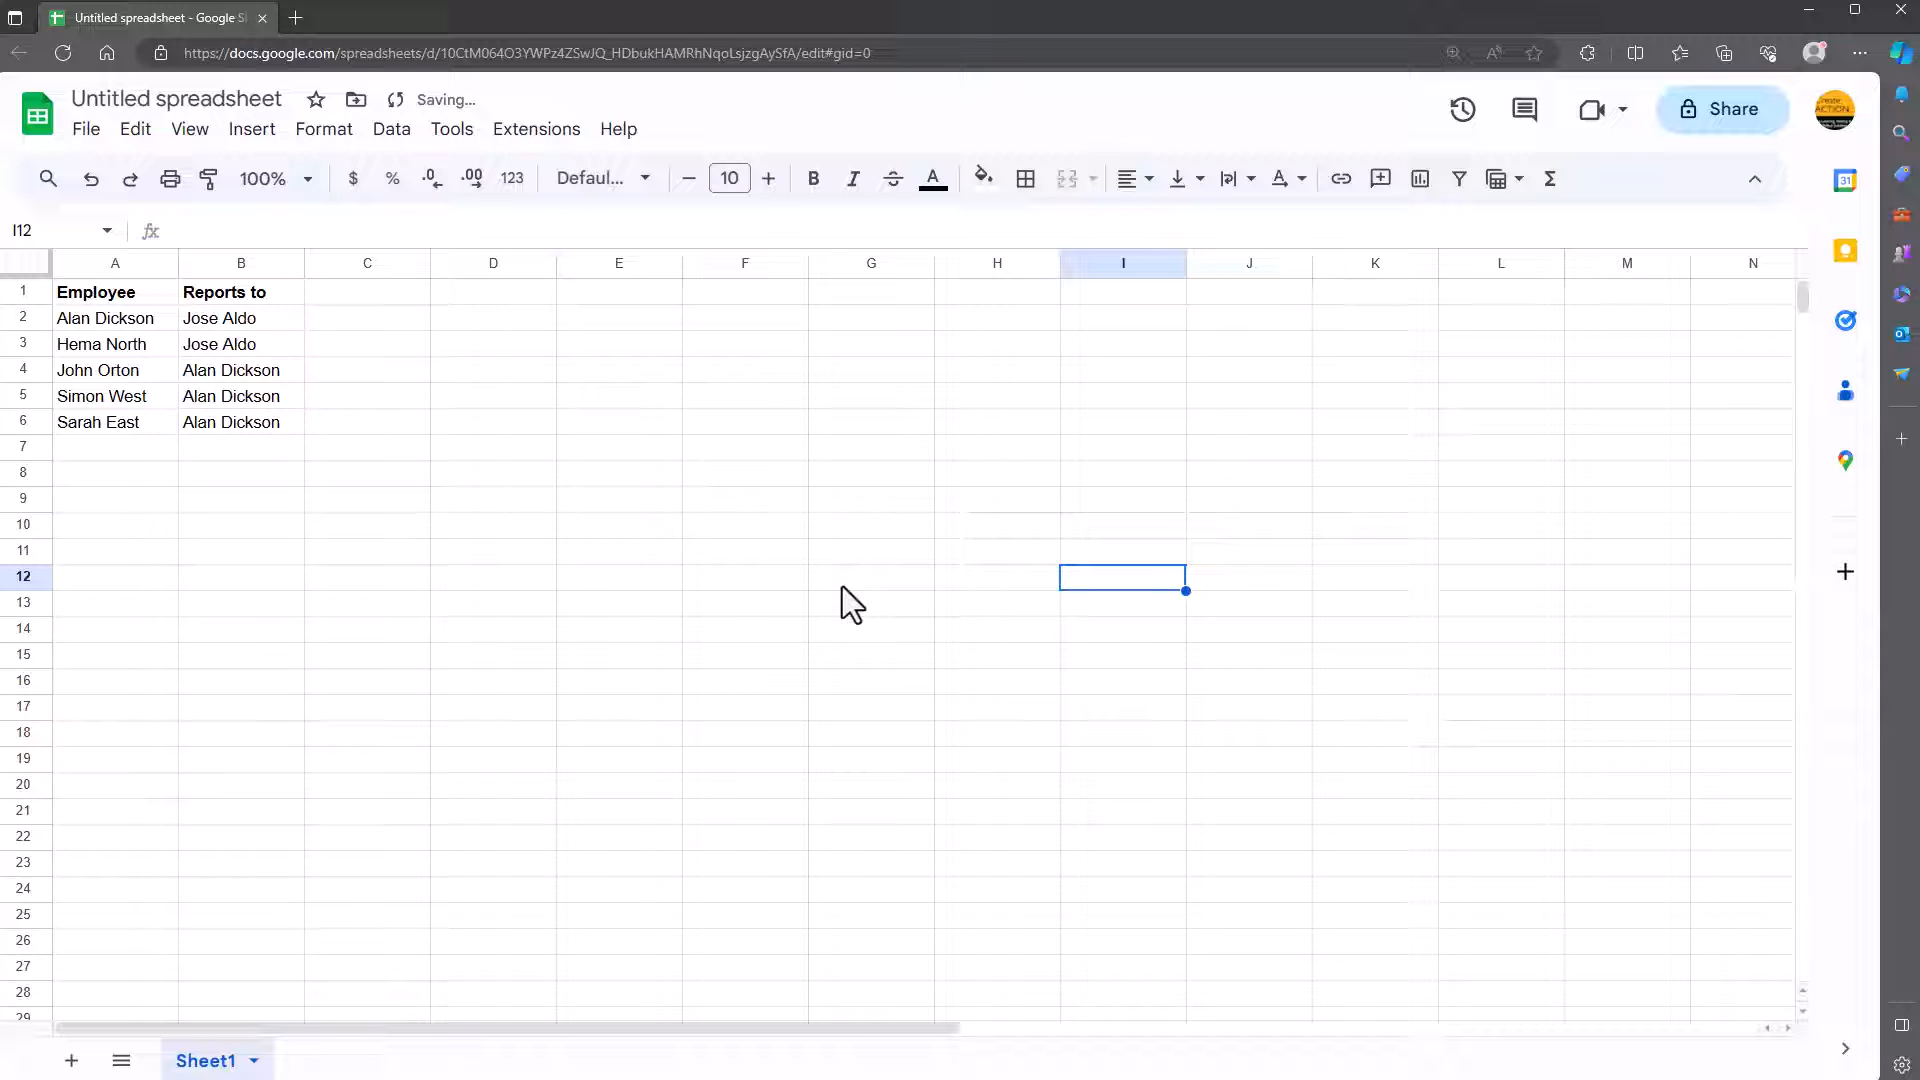 Untitled spreadsheet - Google S
https://docs.google.com/spreadsheets/d/10CtM064O3YWPz4ZSwJQ_HDbukHAMRhNqoLsjzgAySfA/edit#gid=0
Untitled spreadsheet Saving...
File Edit View Insert Format Data Tools Extensions Help
Share
31
100% $ % .0 .00 123 Defaul... 10 B I A
I12 fx
A B C D E F G H I J K L M N
1 Employee Reports to
2 Alan Dickson Jose Aldo
3 Hema North Jose Aldo
4 John Orton Alan Dickson
5 Simon West Alan Dickson
6 Sarah East Alan Dickson
7
8
9
10
11
12
13
14
15
16
17
18
19
20
21
22
23
24
25
26
27
28
29
Sheet1